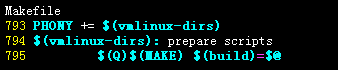 Makefile
793 PHONY += $(vmlinux-dirs)
794 $(vmlinux-dirs): prepare scripts
795         $(Q)$(MAKE) $(build)=$@